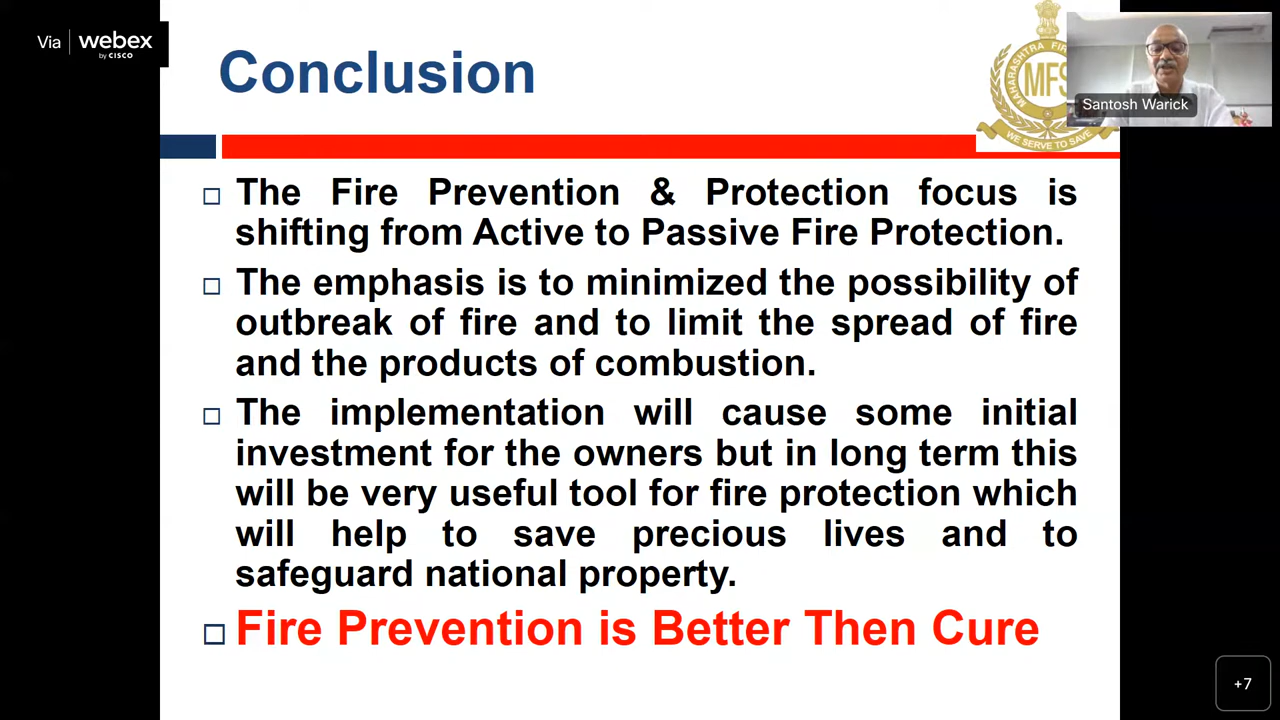 Via webex
by CISCO
Conclusion
MAHARASHTRA FIR
MFS
WE SERVE TO SAVE
Santosh Warick
The Fire Prevention & Protection focus is
shifting from Active to Passive Fire Protection.
The emphasis is to minimized the possibility of
outbreak of fire and to limit the spread of fire
and the products of combustion.
The implementation will cause some initial
investment for the owners but in long term this
will be very useful tool for fire protection which
will help to save precious lives and to
safeguard national property.
Fire Prevention is Better Then Cure
+7